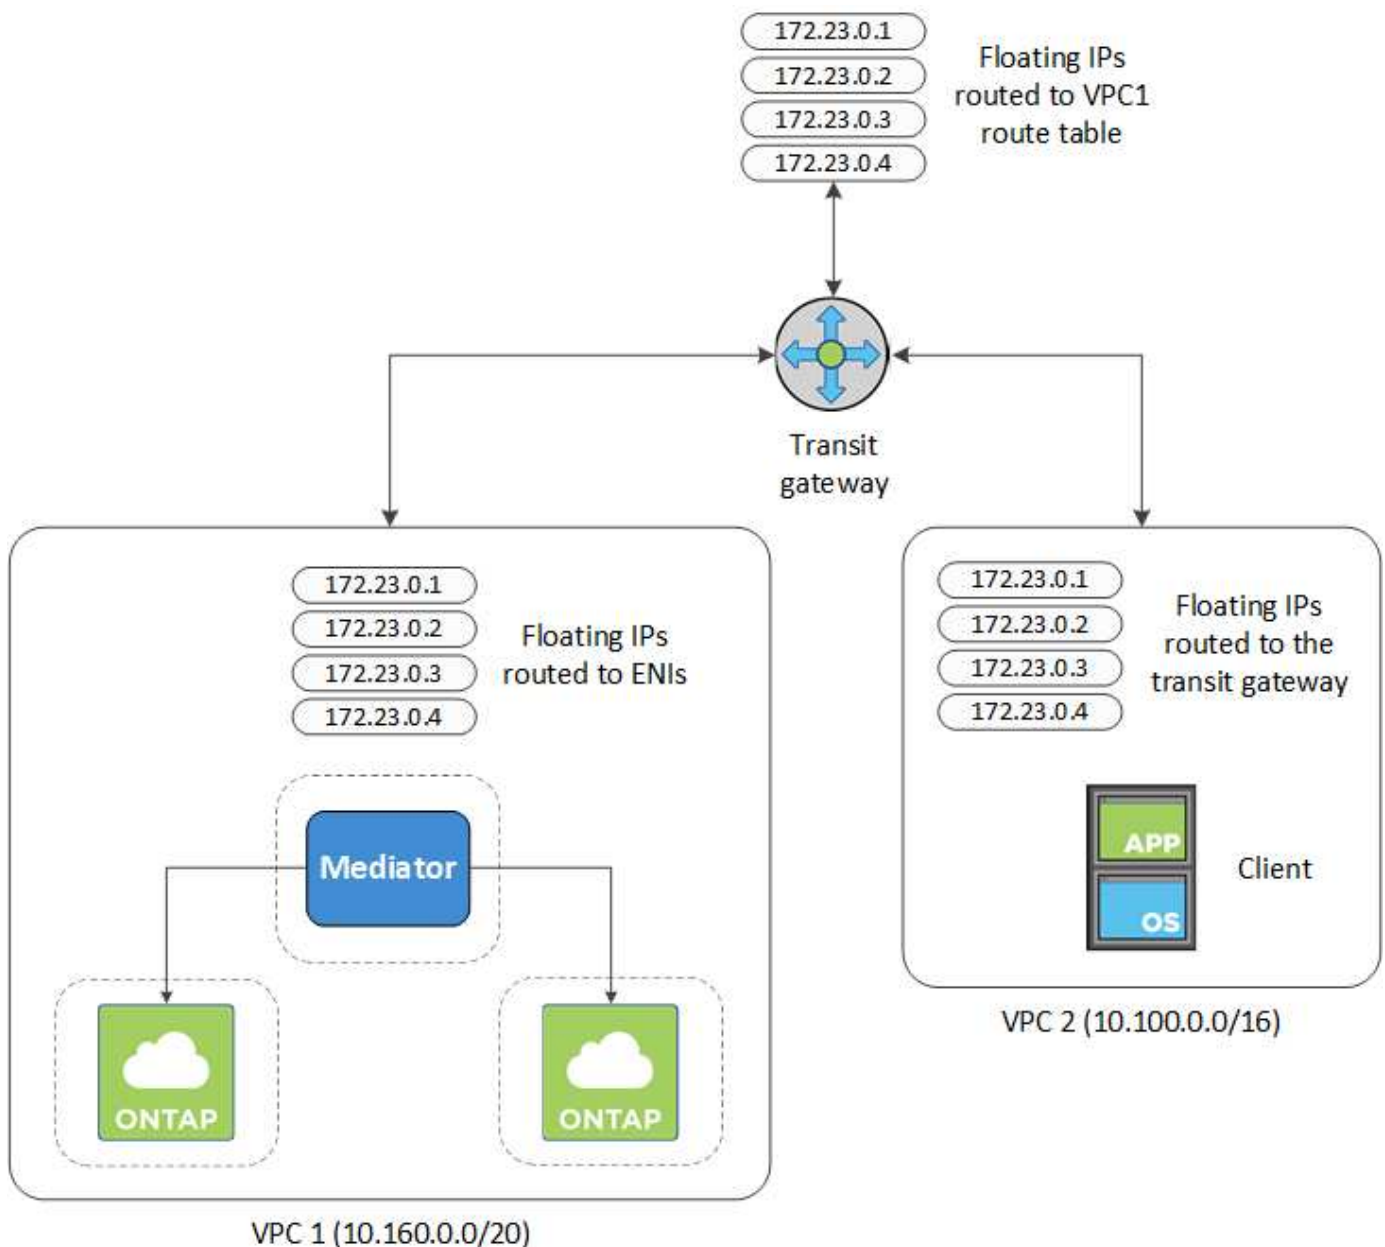 172.23.0.1
172.23.0.2
172.23.0.3
172.23.0.4
Floating IPs
routed to VPC1
route table
Transit
gateway
172.23.0.1
172.23.0.2
172.23.0.3
172.23.0.4
Floating IPs
routed to ENIs
Mediator
ONTAP
ONTAP
VPC 1 (10.160.0.0/20)
172.23.0.1
172.23.0.2
172.23.0.3
172.23.0.4
Floating IPs
routed to the
transit gateway
APP
OS
Client
VPC 2 (10.100.0.0/16)